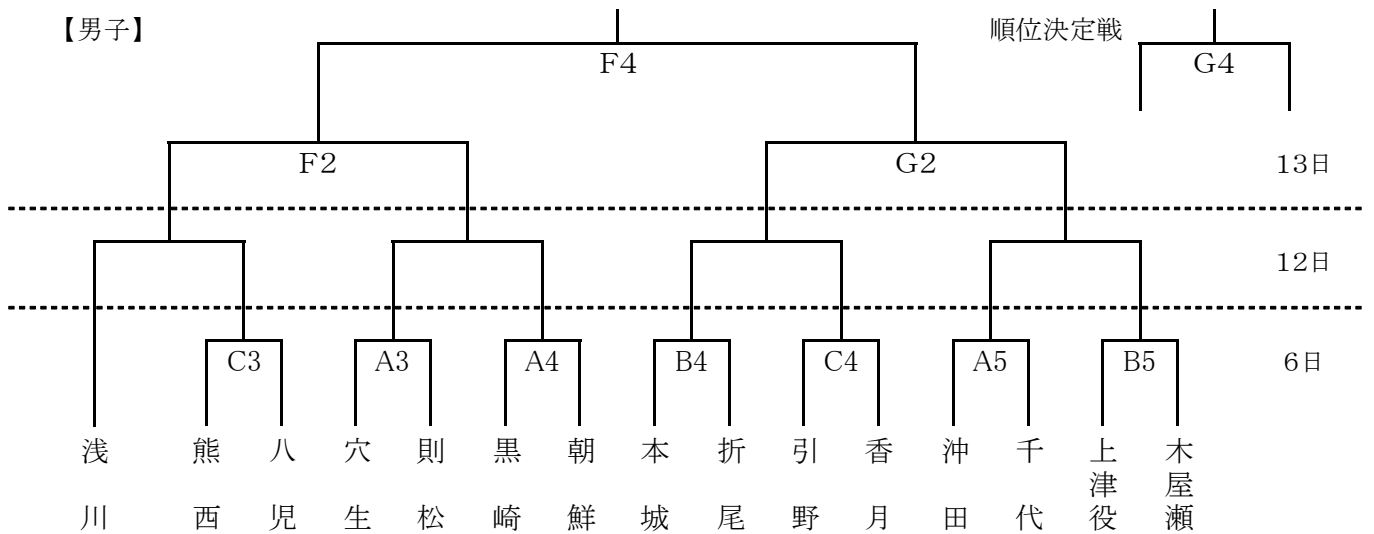 【男子】
順位決定戦
F4
G4
F2
G2
13日
12日
C3
A3
A4
B4
C4
A5
B5
6日
浅川
熊西
八児
穴生
則松
黒崎
朝鮮
本城
折尾
引野
香月
沖田
千代
上津役
木屋瀬